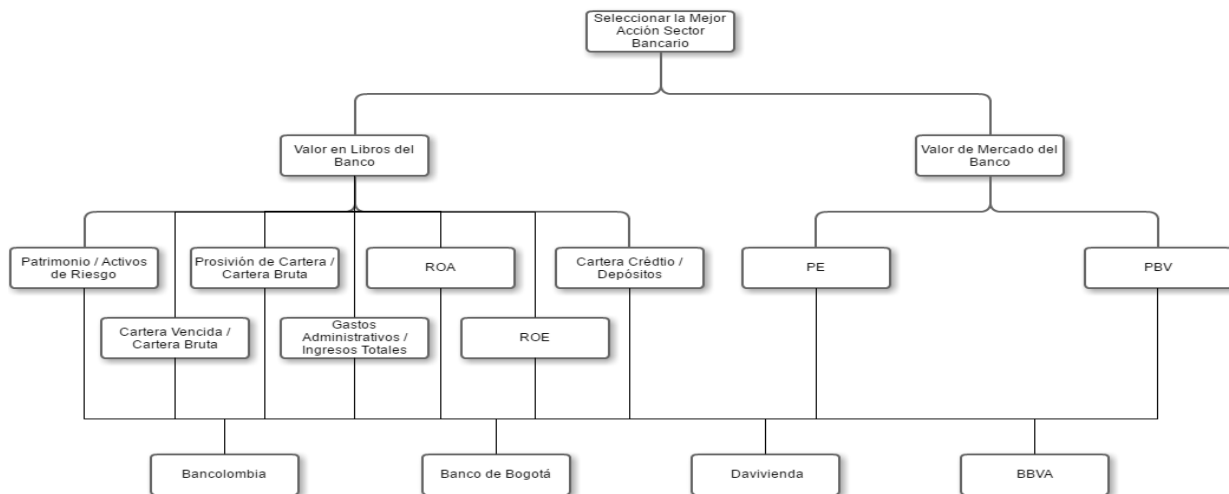 Seleccionar la Mejor
Acción Sector
Bancario
Valor en Libros del
Banco
Valor de Mercado del
Banco
Patrimonio / Activos
de Riesgo
Prosivión de Cartera /
Cartera Bruta
ROA
Cartera Crédtio /
Depósitos
PE
PBV
Cartera Vencida /
Cartera Bruta
Gastos
Administrativos /
Ingresos Totales
ROE
Bancolombia
Banco de Bogotá
Davivienda
BBVA